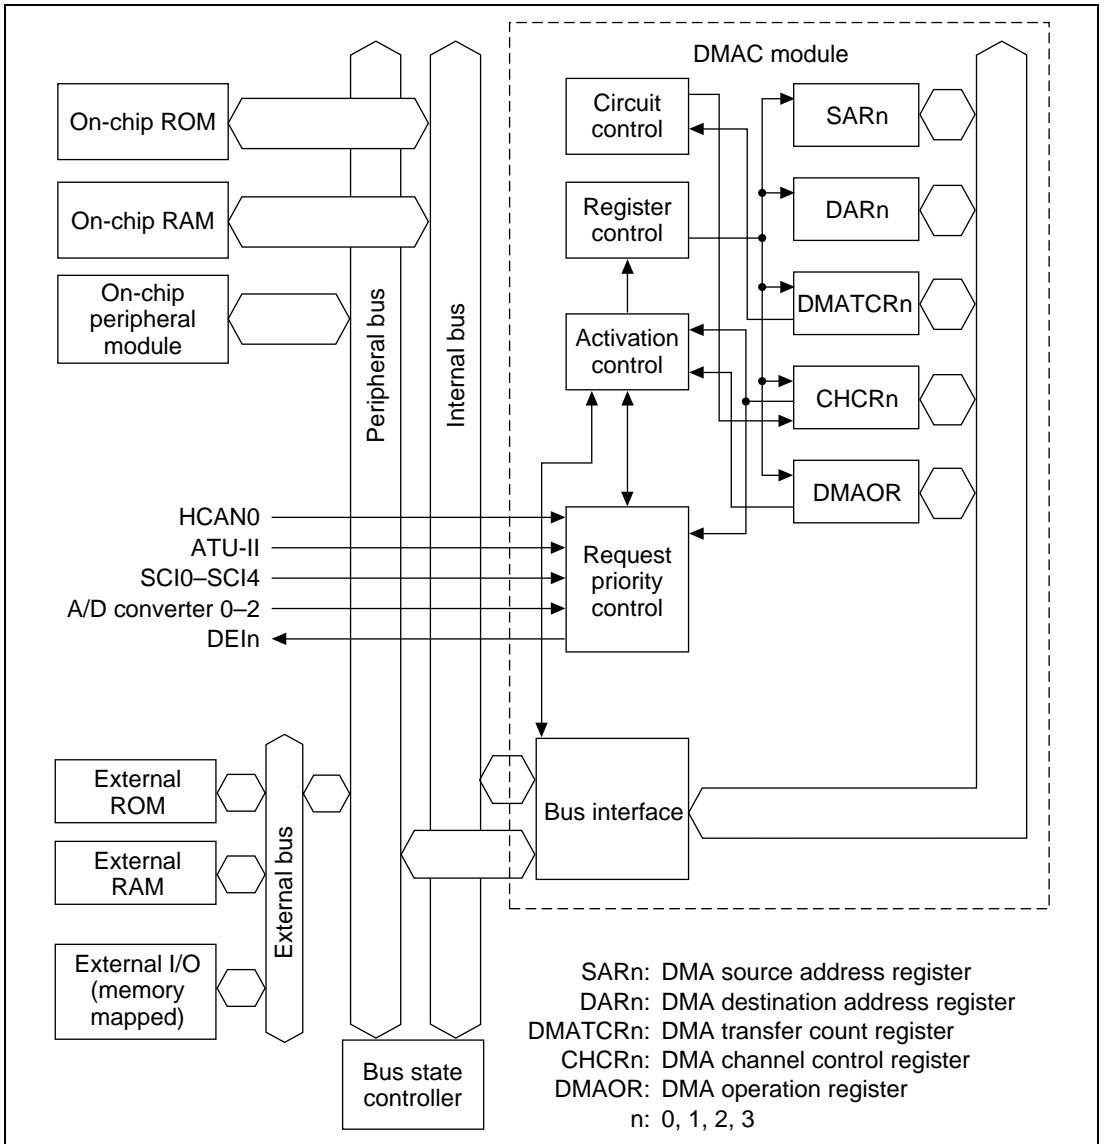 DMAC module
On-chip ROM
On-chip RAM
On-chip
peripheral
module
Peripheral bus
Internal bus
Circuit
control
Register
control
Activation
control
Request
priority
control
SARn
DARn
DMATCRn
CHCRn
DMAOR
HCAN0
ATU-II
SCI0–SCI4
A/D converter 0–2
DEIn
External
ROM
External
RAM
External I/O
(memory
mapped)
External bus
Bus interface
Bus state
controller
SARn: DMA source address register
DARn: DMA destination address register
DMATCRn: DMA transfer count register
CHCRn: DMA channel control register
DMAOR: DMA operation register
n: 0, 1, 2, 3